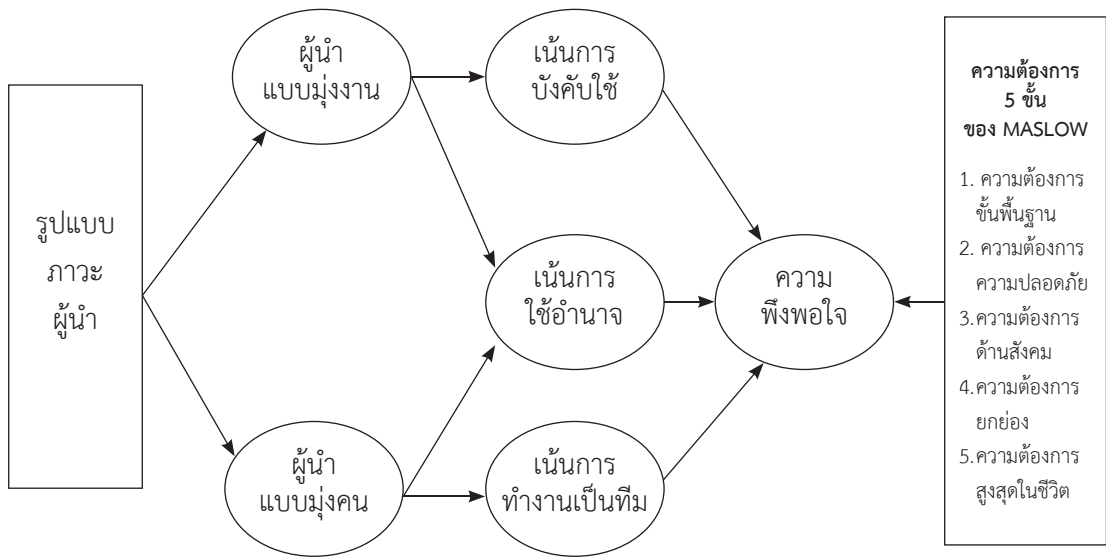 รูปแบบ
ภาวะ
ผู้นำ
ผู้นำ
แบบมุ่งงาน
ผู้นำ
แบบมุ่งคน
เน้นการ
บังคับใช้
เน้นการ
ใช้อำนาจ
เน้นการ
ทำงานเป็นทีม
ความ
พึงพอใจ
ความต้องการ
5 ขั้น
ของ MASLOW
1. ความต้องการ
ขั้นพื้นฐาน
2. ความต้องการ
ความปลอดภัย
3.ความต้องการ
ด้านสังคม
4.ความต้องการ
ยกย่อง
5.ความต้องการ
สูงสุดในชีวิต